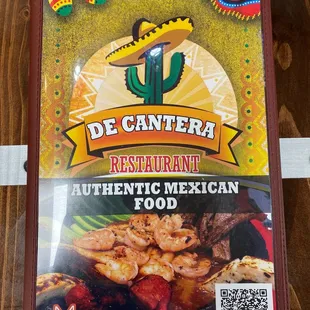 DE CANTERA
RESTAURANT
AUTHENTIC MEXICAN
FOOD